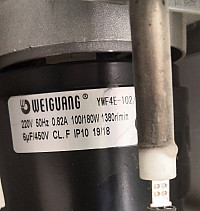 WEIGUANG YWF4E-102
220V 50Hz 0.82A 100/180W 1380r/min
6μF/450V CL.F IP10 19/18